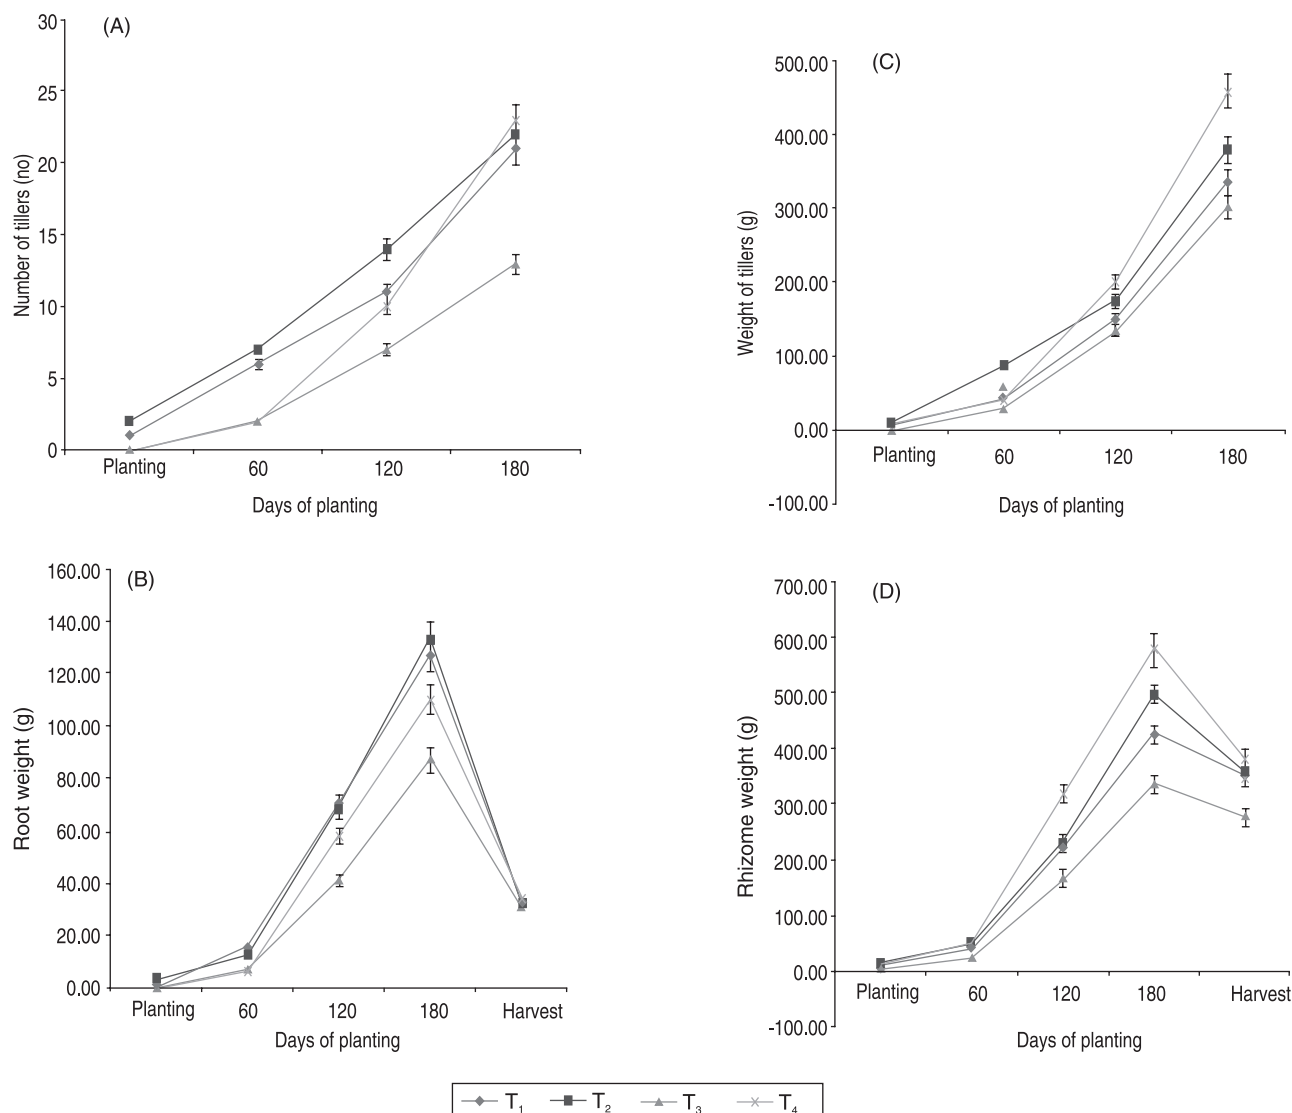 (A)
30
25
20
15
10
5
0
Number of tillers (no)
Planting 60 120 180
Days of planting
(C)
500.00
400.00
300.00
200.00
100.00
0.00
-100.00
Weight of tillers (g)
Planting 60 120 180
Days of planting
(B)
160.00
140.00
120.00
100.00
80.00
60.00
40.00
20.00
0.00
Root weight (g)
Planting 60 120 180 Harvest
Days of planting
(D)
700.00
600.00
500.00
400.00
300.00
200.00
100.00
0.00
-100.00
Rhizome weight (g)
Planting 60 120 180 Harvest
Days of planting
T1 T2 T3 T4